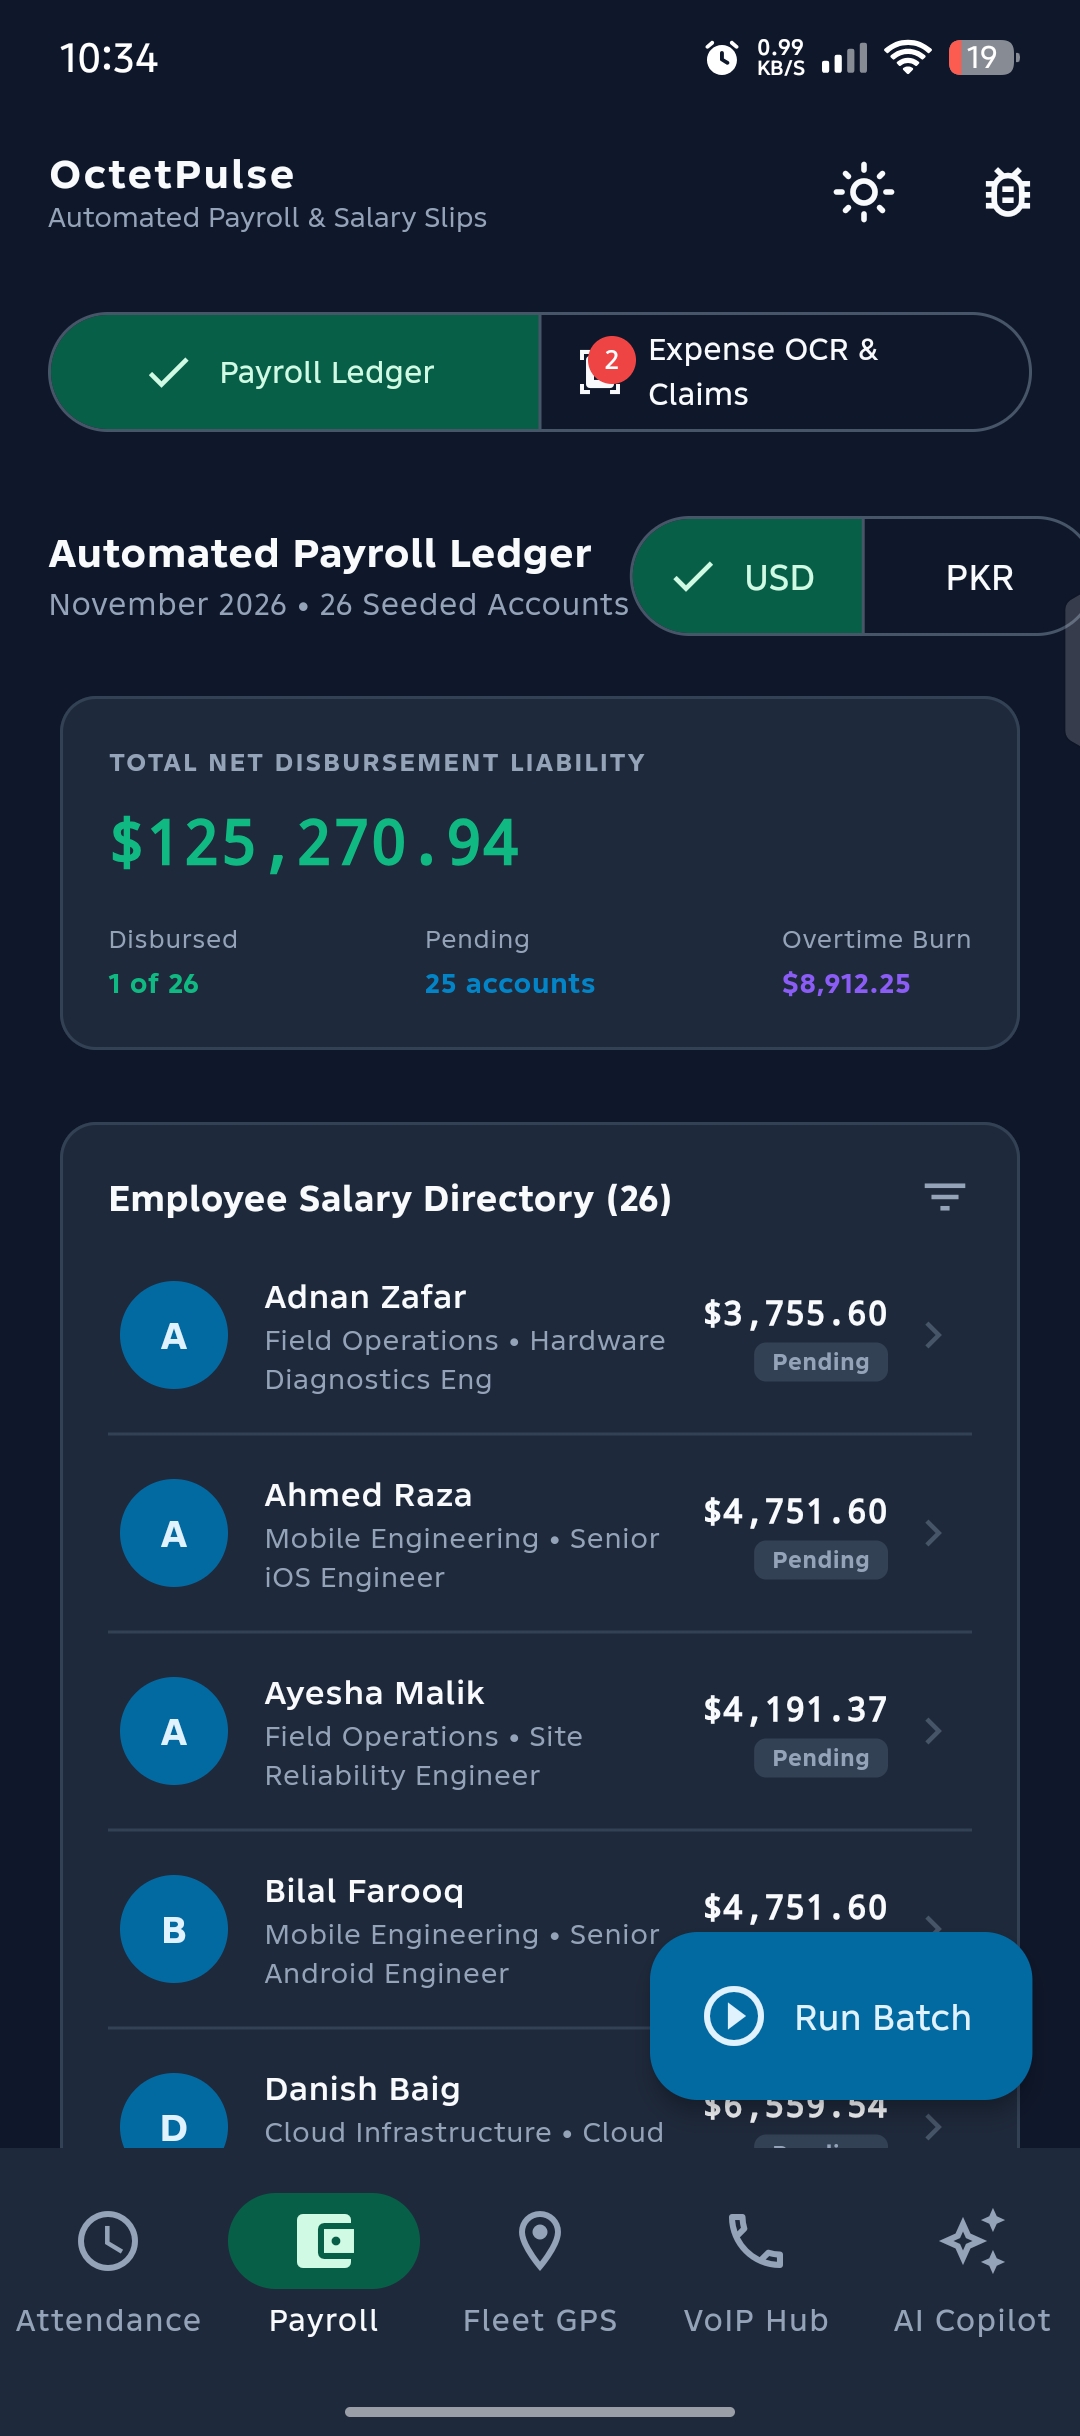 10:34
0.99
KB/S
19
OctetPulse
Automated Payroll & Salary Slips
Payroll Ledger
2
Expense OCR &
Claims
Automated Payroll Ledger
November 2026 • 26 Seeded Accounts
USD
PKR
TOTAL NET DISBURSEMENT LIABILITY
$125,270.94
Disbursed
1 of 26
Pending
25 accounts
Overtime Burn
$8,912.25
Employee Salary Directory (26)
A
Adnan Zafar
Field Operations • Hardware
Diagnostics Eng
$3,755.60
Pending
A
Ahmed Raza
Mobile Engineering • Senior
iOS Engineer
$4,751.60
Pending
A
Ayesha Malik
Field Operations • Site
Reliability Engineer
$4,191.37
Pending
B
Bilal Farooq
Mobile Engineering • Senior
Android Engineer
$4,751.60
Run Batch
D
Danish Baig
Cloud Infrastructure • Cloud
$6,559.54
Attendance
Payroll
Fleet GPS
VoIP Hub
AI Copilot